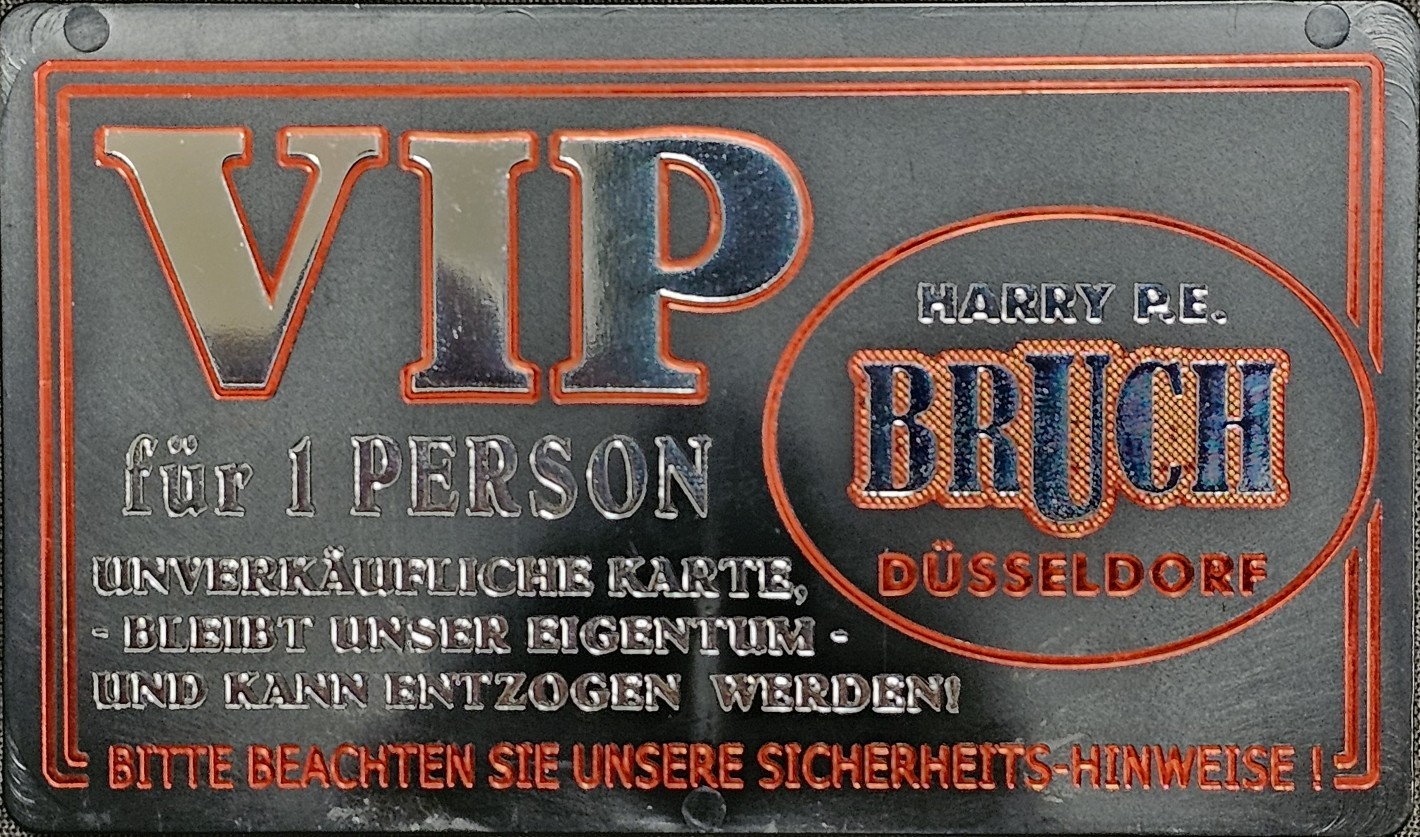 VIP
für 1 PERSON
UNVERKÄUFLICHE KARTE,
- BLEIBT UNSER EIGENTUM -
UND KANN ENTZOGEN WERDEN!
HARRY P.E.
BRUCH
DÜSSELDORF
BITTE BEACHTEN SIE UNSERE SICHERHEITS-HINWEISE !